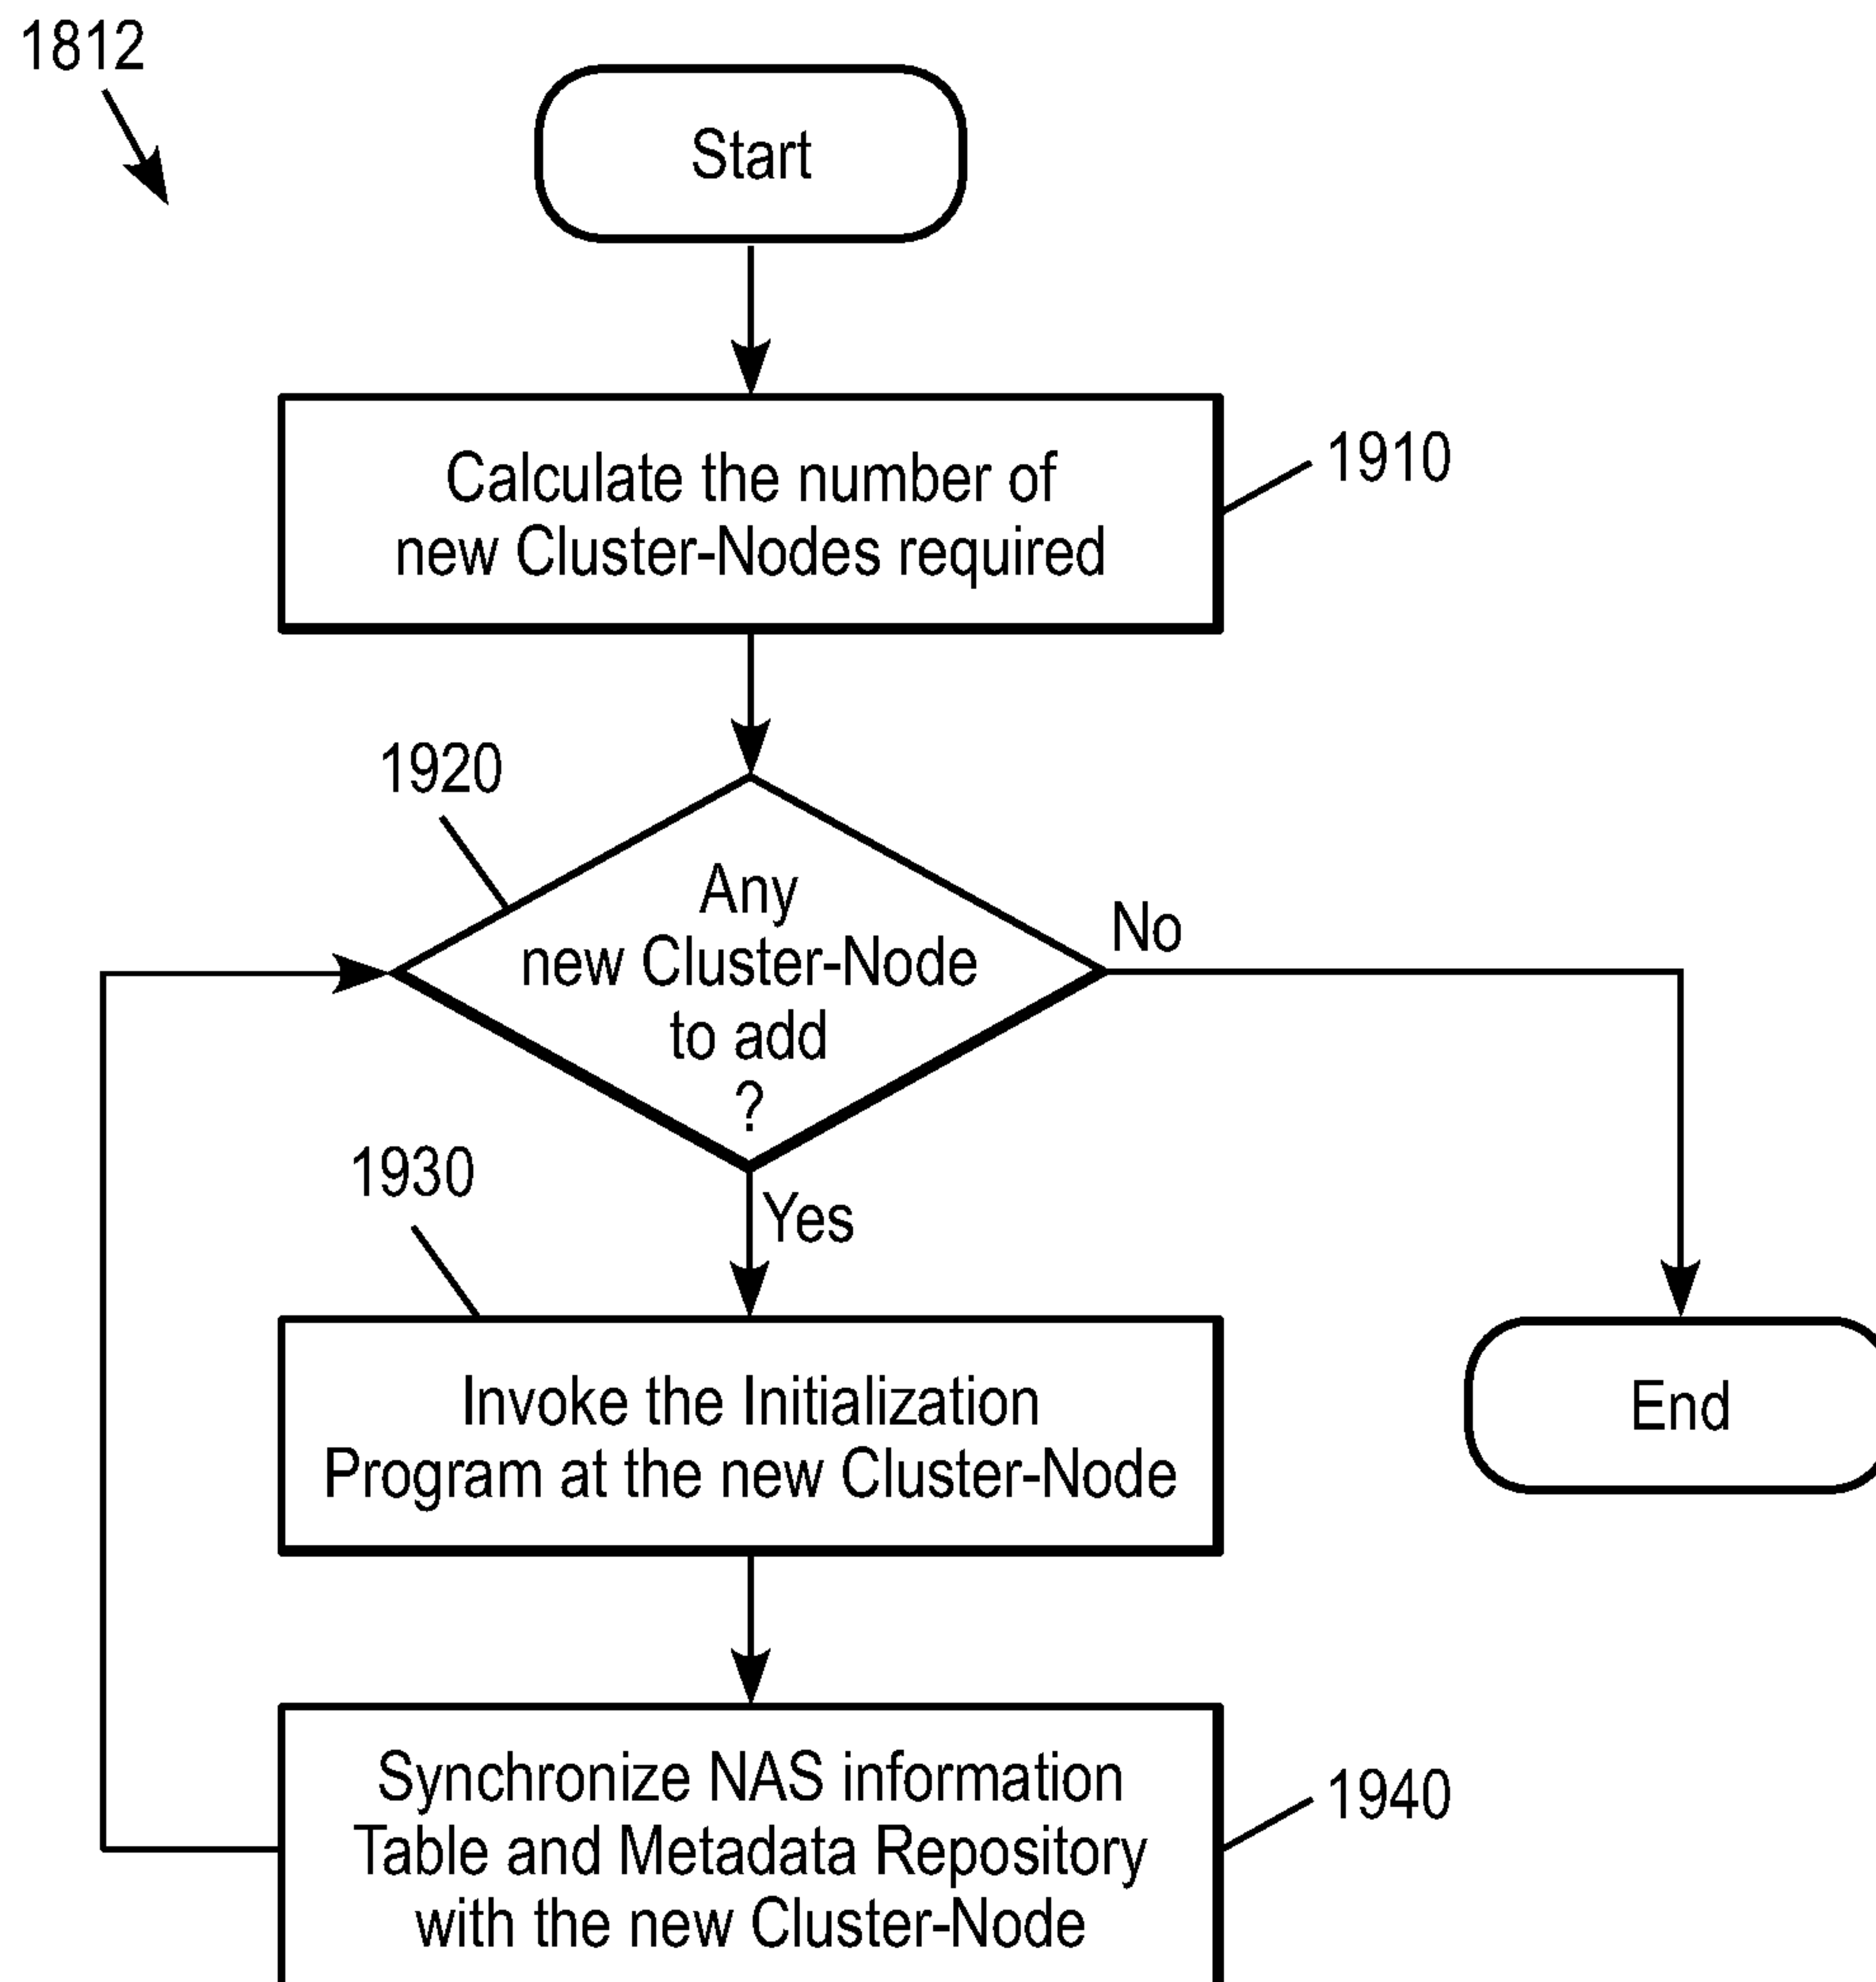 1812
Start
Calculate the number of
new Cluster-Nodes required
1910
1920
Any
new Cluster-Node
to add
?
No
Yes
1930
Invoke the Initialization
Program at the new Cluster-Node
End
Synchronize NAS information
Table and Metadata Repository
with the new Cluster-Node
1940